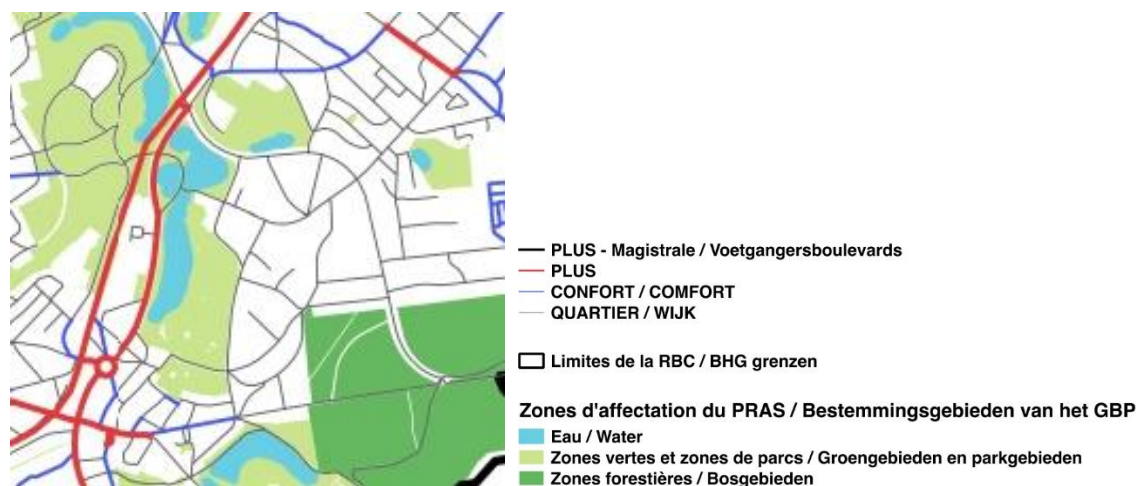 PLUS - Magistrale / Voetgangersboulevards
PLUS
CONFORT / COMFORT
QUARTIER / WIJK
Limites de la RBC / BHG grenzen
Zones d'affectation du PRAS / Bestemmingsgebieden van het GBP
Eau / Water
Zones vertes et zones de parcs / Groengebieden en parkgebieden
Zones forestières / Bosgebieden